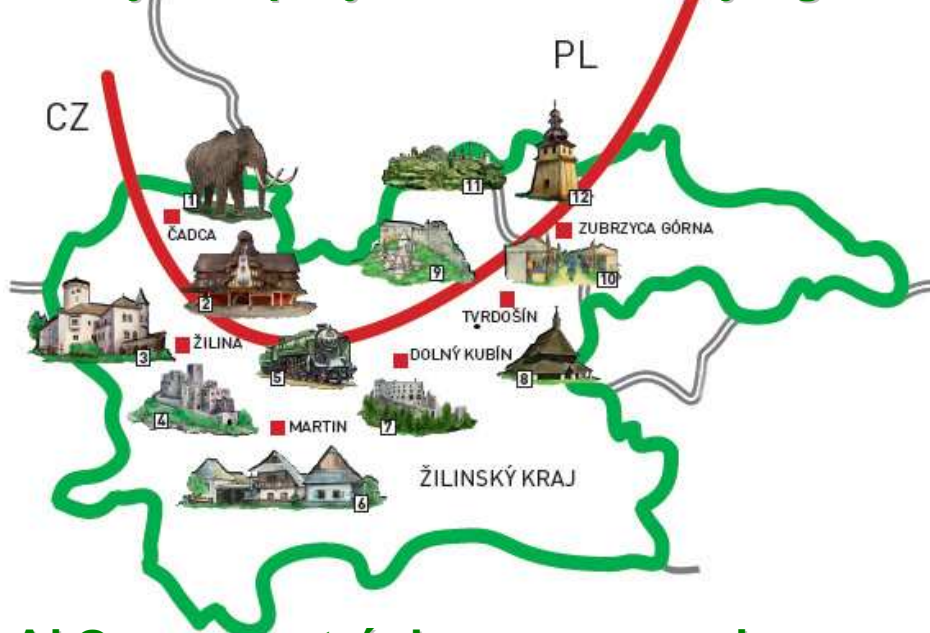 PL
CZ
1
11
12
ČADCA
ZUBRZYCA GÓRNA
9
10
2
TVRDOŠÍN
3
ŽILINA
5
DOLNÝ KUBÍN
8
4
7
MARTIN
ŽILINSKÝ KRAJ
6